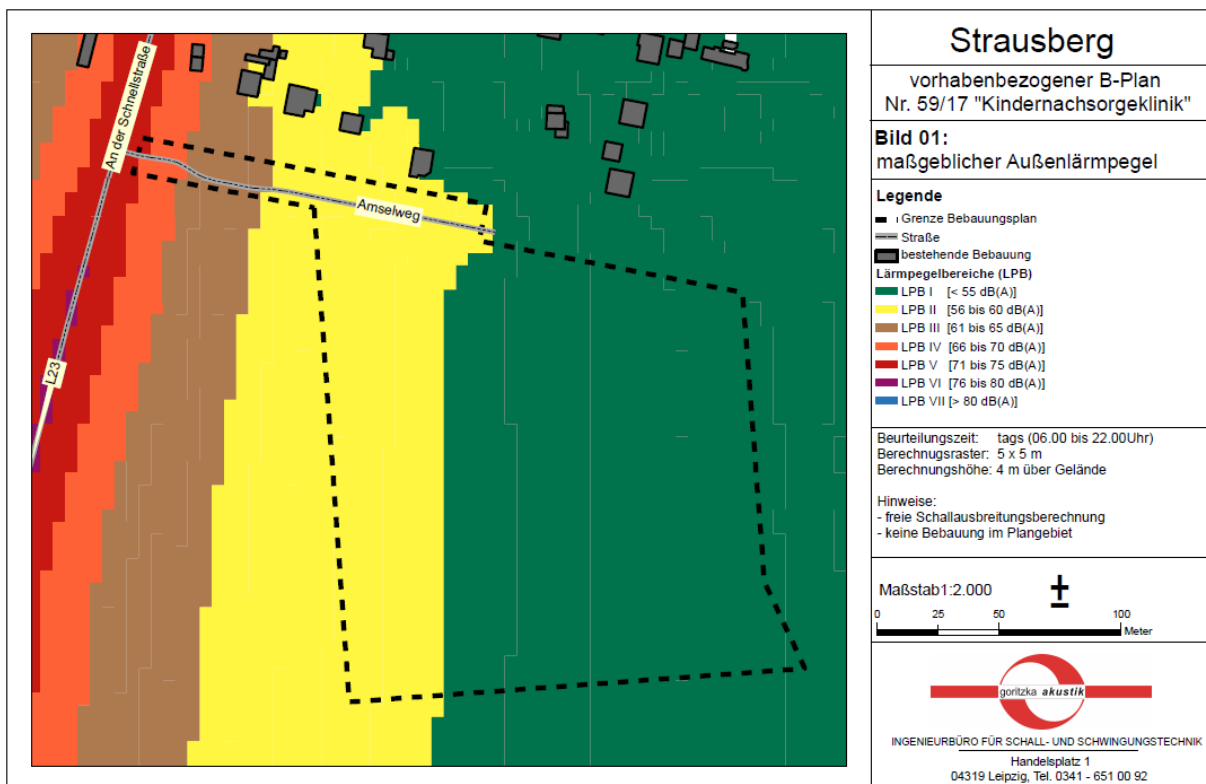 An der Schnellstraße
Amselweg
L23
Strausberg
vorhabenbezogener B-Plan
Nr. 59/17 "Kindernachsorgeklinik"
Bild 01:
maßgeblicher Außenlärmpegel
Legende
Grenze Bebauungsplan
Straße
bestehende Bebauung
Lärmpegelbereiche (LPB)
LPB I [< 55 dB(A)]
LPB II [56 bis 60 dB(A)]
LPB III [61 bis 65 dB(A)]
LPB IV [66 bis 70 dB(A)]
LPB V [71 bis 75 dB(A)]
LPB VI [76 bis 80 dB(A)]
LPB VII [> 80 dB(A)]
Beurteilungszeit: tags (06.00 bis 22.00Uhr)
Berechnugsraster: 5 x 5 m
Berechnungshöhe: 4 m über Gelände
Hinweise:
- freie Schallausbreitungsberechnung
- keine Bebauung im Plangebiet
Maßstab1:2.000
0 25 50 100
Meter
goritzka akustik
INGENIEURBÜRO FÜR SCHALL- UND SCHWINGUNGSTECHNIK
Handelsplatz 1
04319 Leipzig, Tel. 0341 - 651 00 92